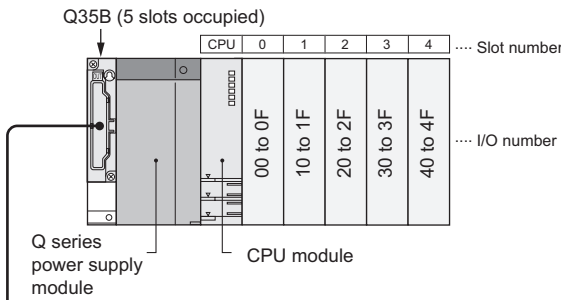 Q35B (5 slots occupied)
CPU 0 1 2 3 4 ···· Slot number
00 to 0F
10 to 1F
20 to 2F
30 to 3F
40 to 4F
···· I/O number
Q series
power supply
module
CPU module